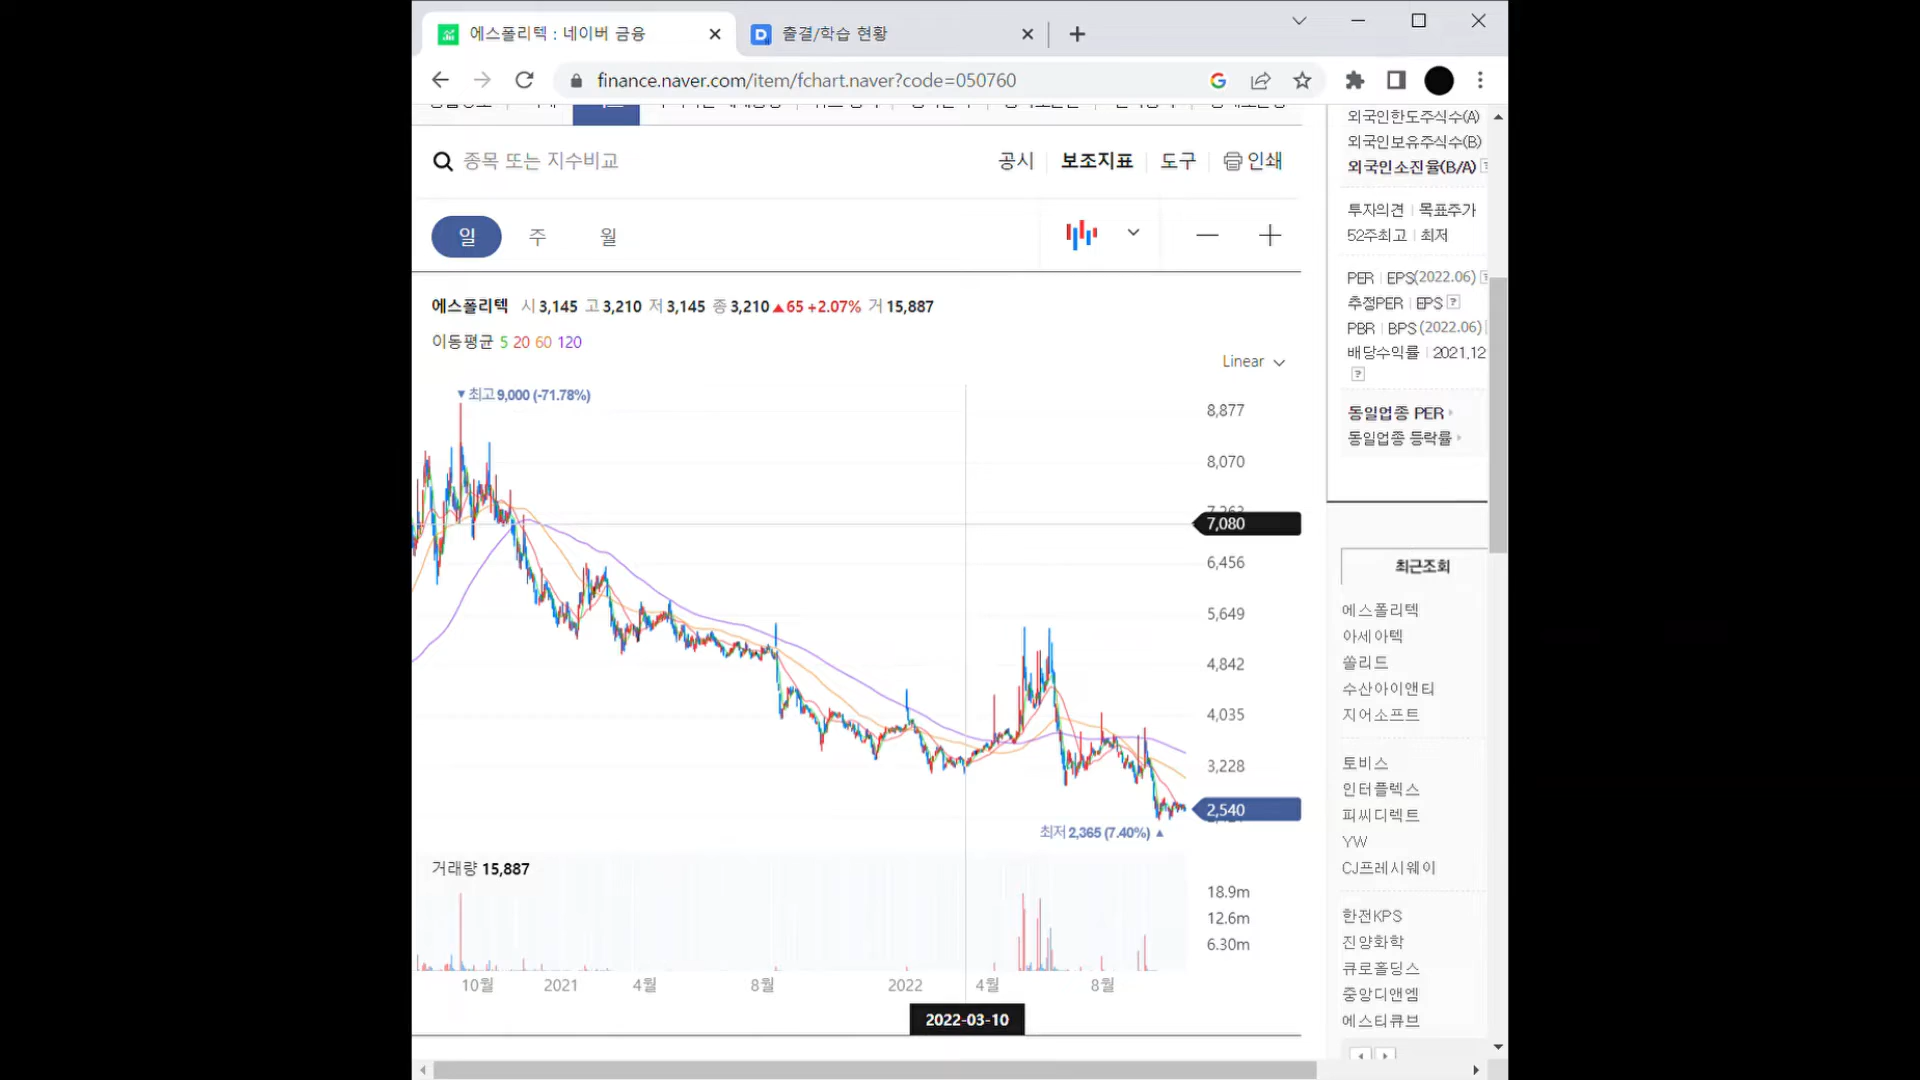 에스폴리텍 : 네이버 금융
출결/학습 현황
finance.naver.com/item/fchart.naver?code=050760
종목 또는 지수비교
공시 보조지표 도구 인쇄
일 주 월
에스폴리텍 시 3,145 고 3,210 저 3,145 종 3,210 ▲65 +2.07% 거 15,887
이동평균 5 20 60 120
Linear
▼최고 9,000 (-71.78%)
8,877
8,070
7,080
6,456
5,649
4,842
4,035
3,228
2,540
최저 2,365 (7.40%) ▲
거래량 15,887
18.9m
12.6m
6.30m
10월 2021 4월 8월 2022 4월 8월
2022-03-10
외국인한도주식수(A)
외국인보유주식수(B)
외국인소진율(B/A) ?
투자의견 | 목표주가
52주최고 | 최저
PER | EPS(2022.06) ?
추정PER | EPS ?
PBR | BPS (2022.06)
배당수익률 | 2021.12
?
동일업종 PER
동일업종 등락률
최근조회
에스폴리텍
아세아텍
쏠리드
수산아이앤티
지어소프트
토비스
인터플렉스
피씨디렉트
YW
CJ프레시웨이
한전KPS
진양화학
큐로홀딩스
중앙디앤엠
에스티큐브